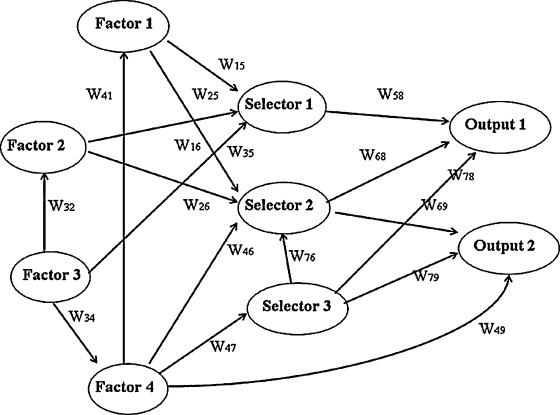 Factor 1
W15
W41
W25
Selector 1
W58
Output 1
Factor 2
W16
W35
W68
W78
W26
Selector 2
W69
W32
W46
W76
Output 2
Factor 3
W79
Selector 3
W34
W47
W49
Factor 4